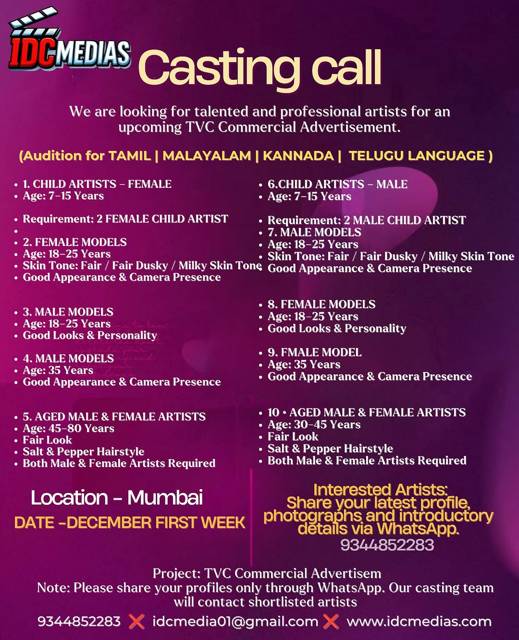 IDCMEDIAS
Casting call
We are looking for talented and professional artists for an
upcoming TVC Commercial Advertisement.
(Audition for TAMIL | MALAYALAM | KANNADA | TELUGU LANGUAGE )
• 1. CHILD ARTISTS – FEMALE
• Age: 7–15 Years
• Requirement: 2 FEMALE CHILD ARTIST
•
• 2. FEMALE MODELS
• Age: 18–25 Years
• Skin Tone: Fair / Fair Dusky / Milky Skin Tone
• Good Appearance & Camera Presence
• 3. MALE MODELS
• Age: 18–25 Years
• Good Looks & Personality
• 4. MALE MODELS
• Age: 35 Years
• Good Appearance & Camera Presence
• 5. AGED MALE & FEMALE ARTISTS
• Age: 45–80 Years
• Fair Look
• Salt & Pepper Hairstyle
• Both Male & Female Artists Required
• 6.CHILD ARTISTS – MALE
• Age: 7–15 Years
• Requirement: 2 MALE CHILD ARTIST
• 7. MALE MODELS
• Age: 18–25 Years
• Skin Tone: Fair / Fair Dusky / Milky Skin Tone
• Good Appearance & Camera Presence
• 8. FEMALE MODELS
• Age: 18–25 Years
• Good Looks & Personality
• 9. FMALE MODEL
• Age: 35 Years
• Good Appearance & Camera Presence
• 10 • AGED MALE & FEMALE ARTISTS
• Age: 30–45 Years
• Fair Look
• Salt & Pepper Hairstyle
• Both Male & Female Artists Required
Location – Mumbai
DATE –DECEMBER FIRST WEEK
Interested Artists:
Share your latest profile,
photographs and introductory
details via WhatsApp.
9344852283
Project: TVC Commercial Advertisem
Note: Please share your profiles only through WhatsApp. Our casting team
will contact shortlisted artists
9344852283 ❌ idcmedia01@gmail.com ❌ www.idcmedias.com